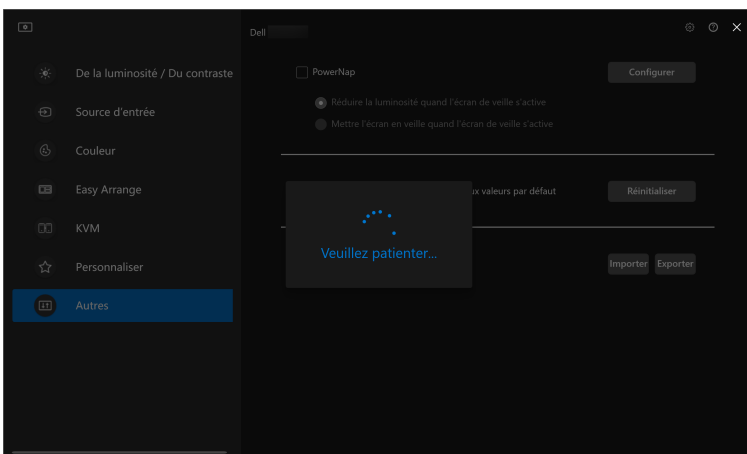 Dell
De la luminosité / Du contraste
Source d'entrée
Couleur
Easy Arrange
KVM
Personnaliser
Autres
PowerNap
Configurer
Réduire la luminosité quand l'écran de veille s'active
Mettre l'écran en veille quand l'écran de veille s'active
valeurs par défaut
Réinitialiser
Veuillez patienter...
Importer Exporter